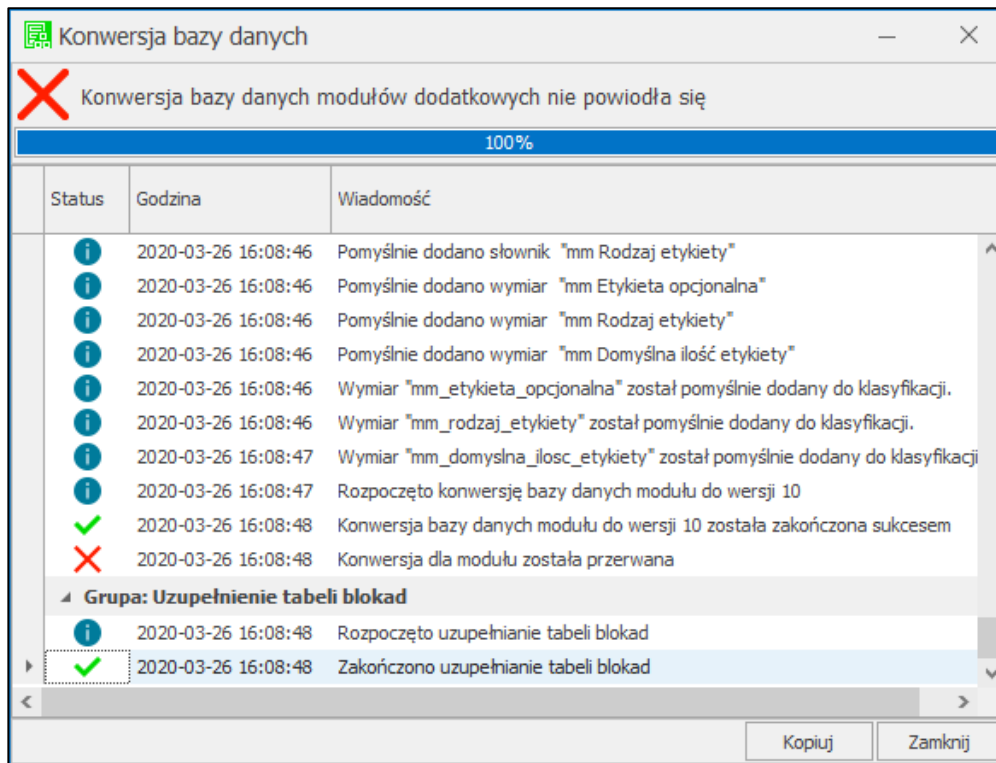 Konwersja bazy danych
Konwersja bazy danych modułów dodatkowych nie powiodła się
100%
Status Godzina Wiadomość
2020-03-26 16:08:46 Pomyślnie dodano słownik "mm Rodzaj etykiety"
2020-03-26 16:08:46 Pomyślnie dodano wymiar "mm Etykieta opcjonalna"
2020-03-26 16:08:46 Pomyślnie dodano wymiar "mm Rodzaj etykiety"
2020-03-26 16:08:46 Pomyślnie dodano wymiar "mm Domyślna ilość etykiety"
2020-03-26 16:08:46 Wymiar "mm_etykieta_opcjonalna" został pomyślnie dodany do klasyfikacji.
2020-03-26 16:08:46 Wymiar "mm_rodzaj_etykiety" został pomyślnie dodany do klasyfikacji.
2020-03-26 16:08:47 Wymiar "mm_domyslna_ilosc_etykiety" został pomyślnie dodany do klasyfikacji
2020-03-26 16:08:47 Rozpoczęto konwersję bazy danych modułu do wersji 10
2020-03-26 16:08:48 Konwersja bazy danych modułu do wersji 10 została zakończona sukcesem
2020-03-26 16:08:48 Konwersja dla modułu została przerwana
Grupa: Uzupełnienie tabeli blokad
2020-03-26 16:08:48 Rozpoczęto uzupełnianie tabeli blokad
2020-03-26 16:08:48 Zakończono uzupełnianie tabeli blokad
Kopiuj Zamknij